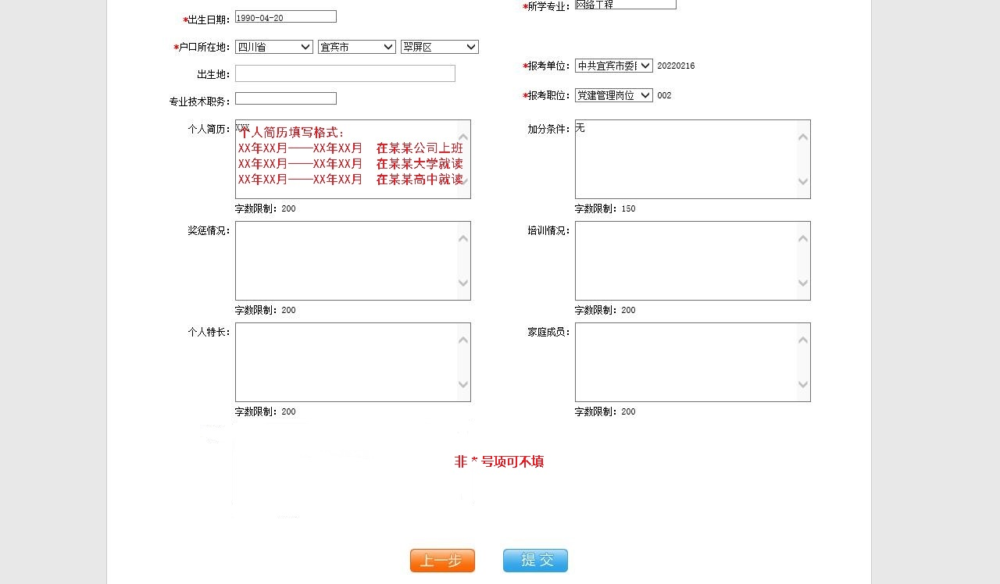 *所学专业：网络工程
*出生日期：1990-04-20
*户口所在地：四川省 宜宾市 翠屏区
*报考单位： 20220216
出生地：
*报考职位：党建管理岗位 002
专业技术职务：
个人简历：XXX
个人简历填写格式：
XX年XX月——XX年XX月 在某某公司上班
XX年XX月——XX年XX月 在某某大学就读
XX年XX月——XX年XX月 在某某高中就读
字数限制：200
加分条件：无
字数限制：150
奖惩情况：
字数限制：200
培训情况：
字数限制：200
个人特长：
字数限制：200
家庭成员：
字数限制：200
非 * 号项可不填
上一步 提 交